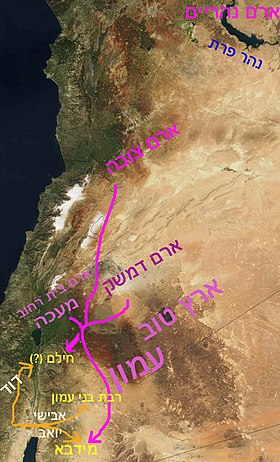 ארם נהריים
נהר פרת
ארם צובה
ארם דמשק
ארם בית רחוב
מעכה
ארץ טוב
עמון
חילם (?)
דוד
רבת בני עמון
אבישי
יואב
מידבא